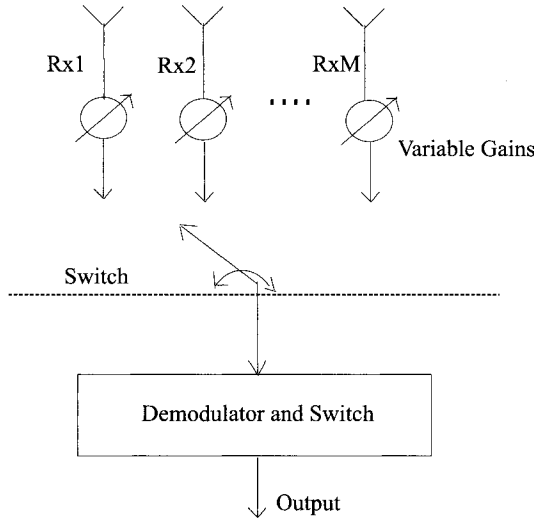 Rx1
Rx2
RxM
....
Variable Gains
Switch
Demodulator and Switch
Output